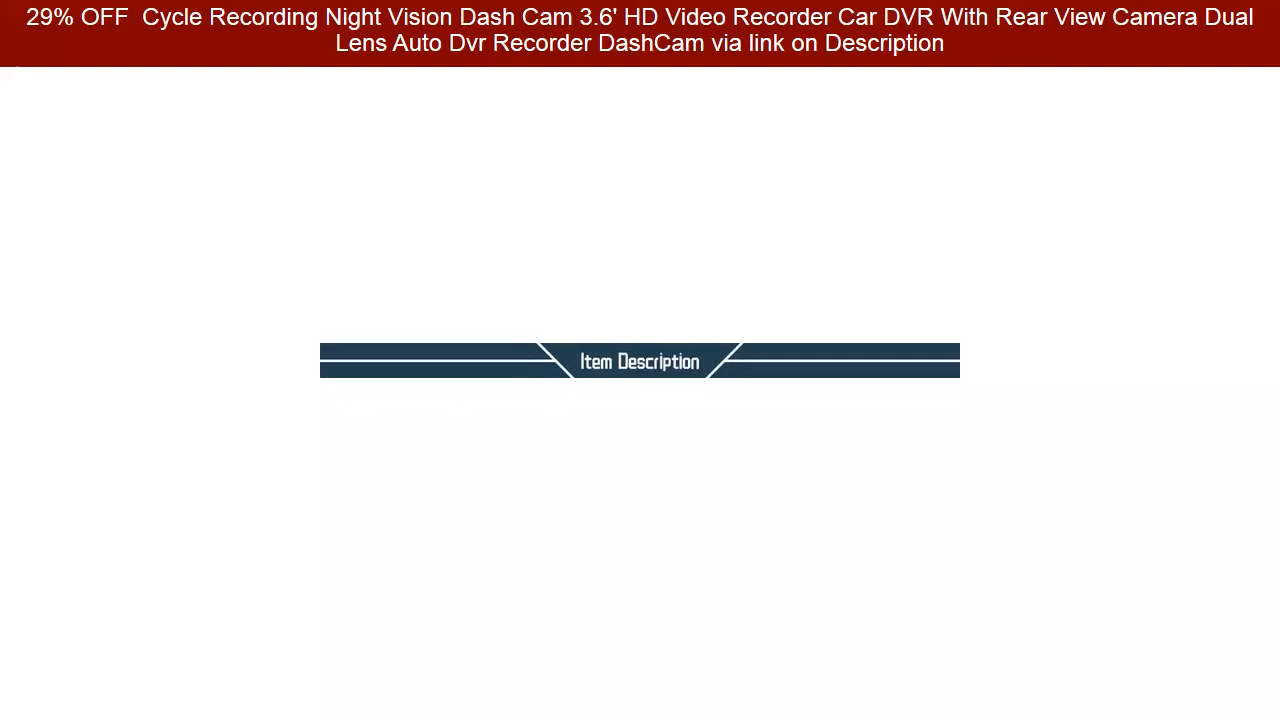 29% OFF  Cycle Recording Night Vision Dash Cam 3.6' HD Video Recorder Car DVR With Rear View Camera Dual
Lens Auto Dvr Recorder DashCam via link on Description
Item Description